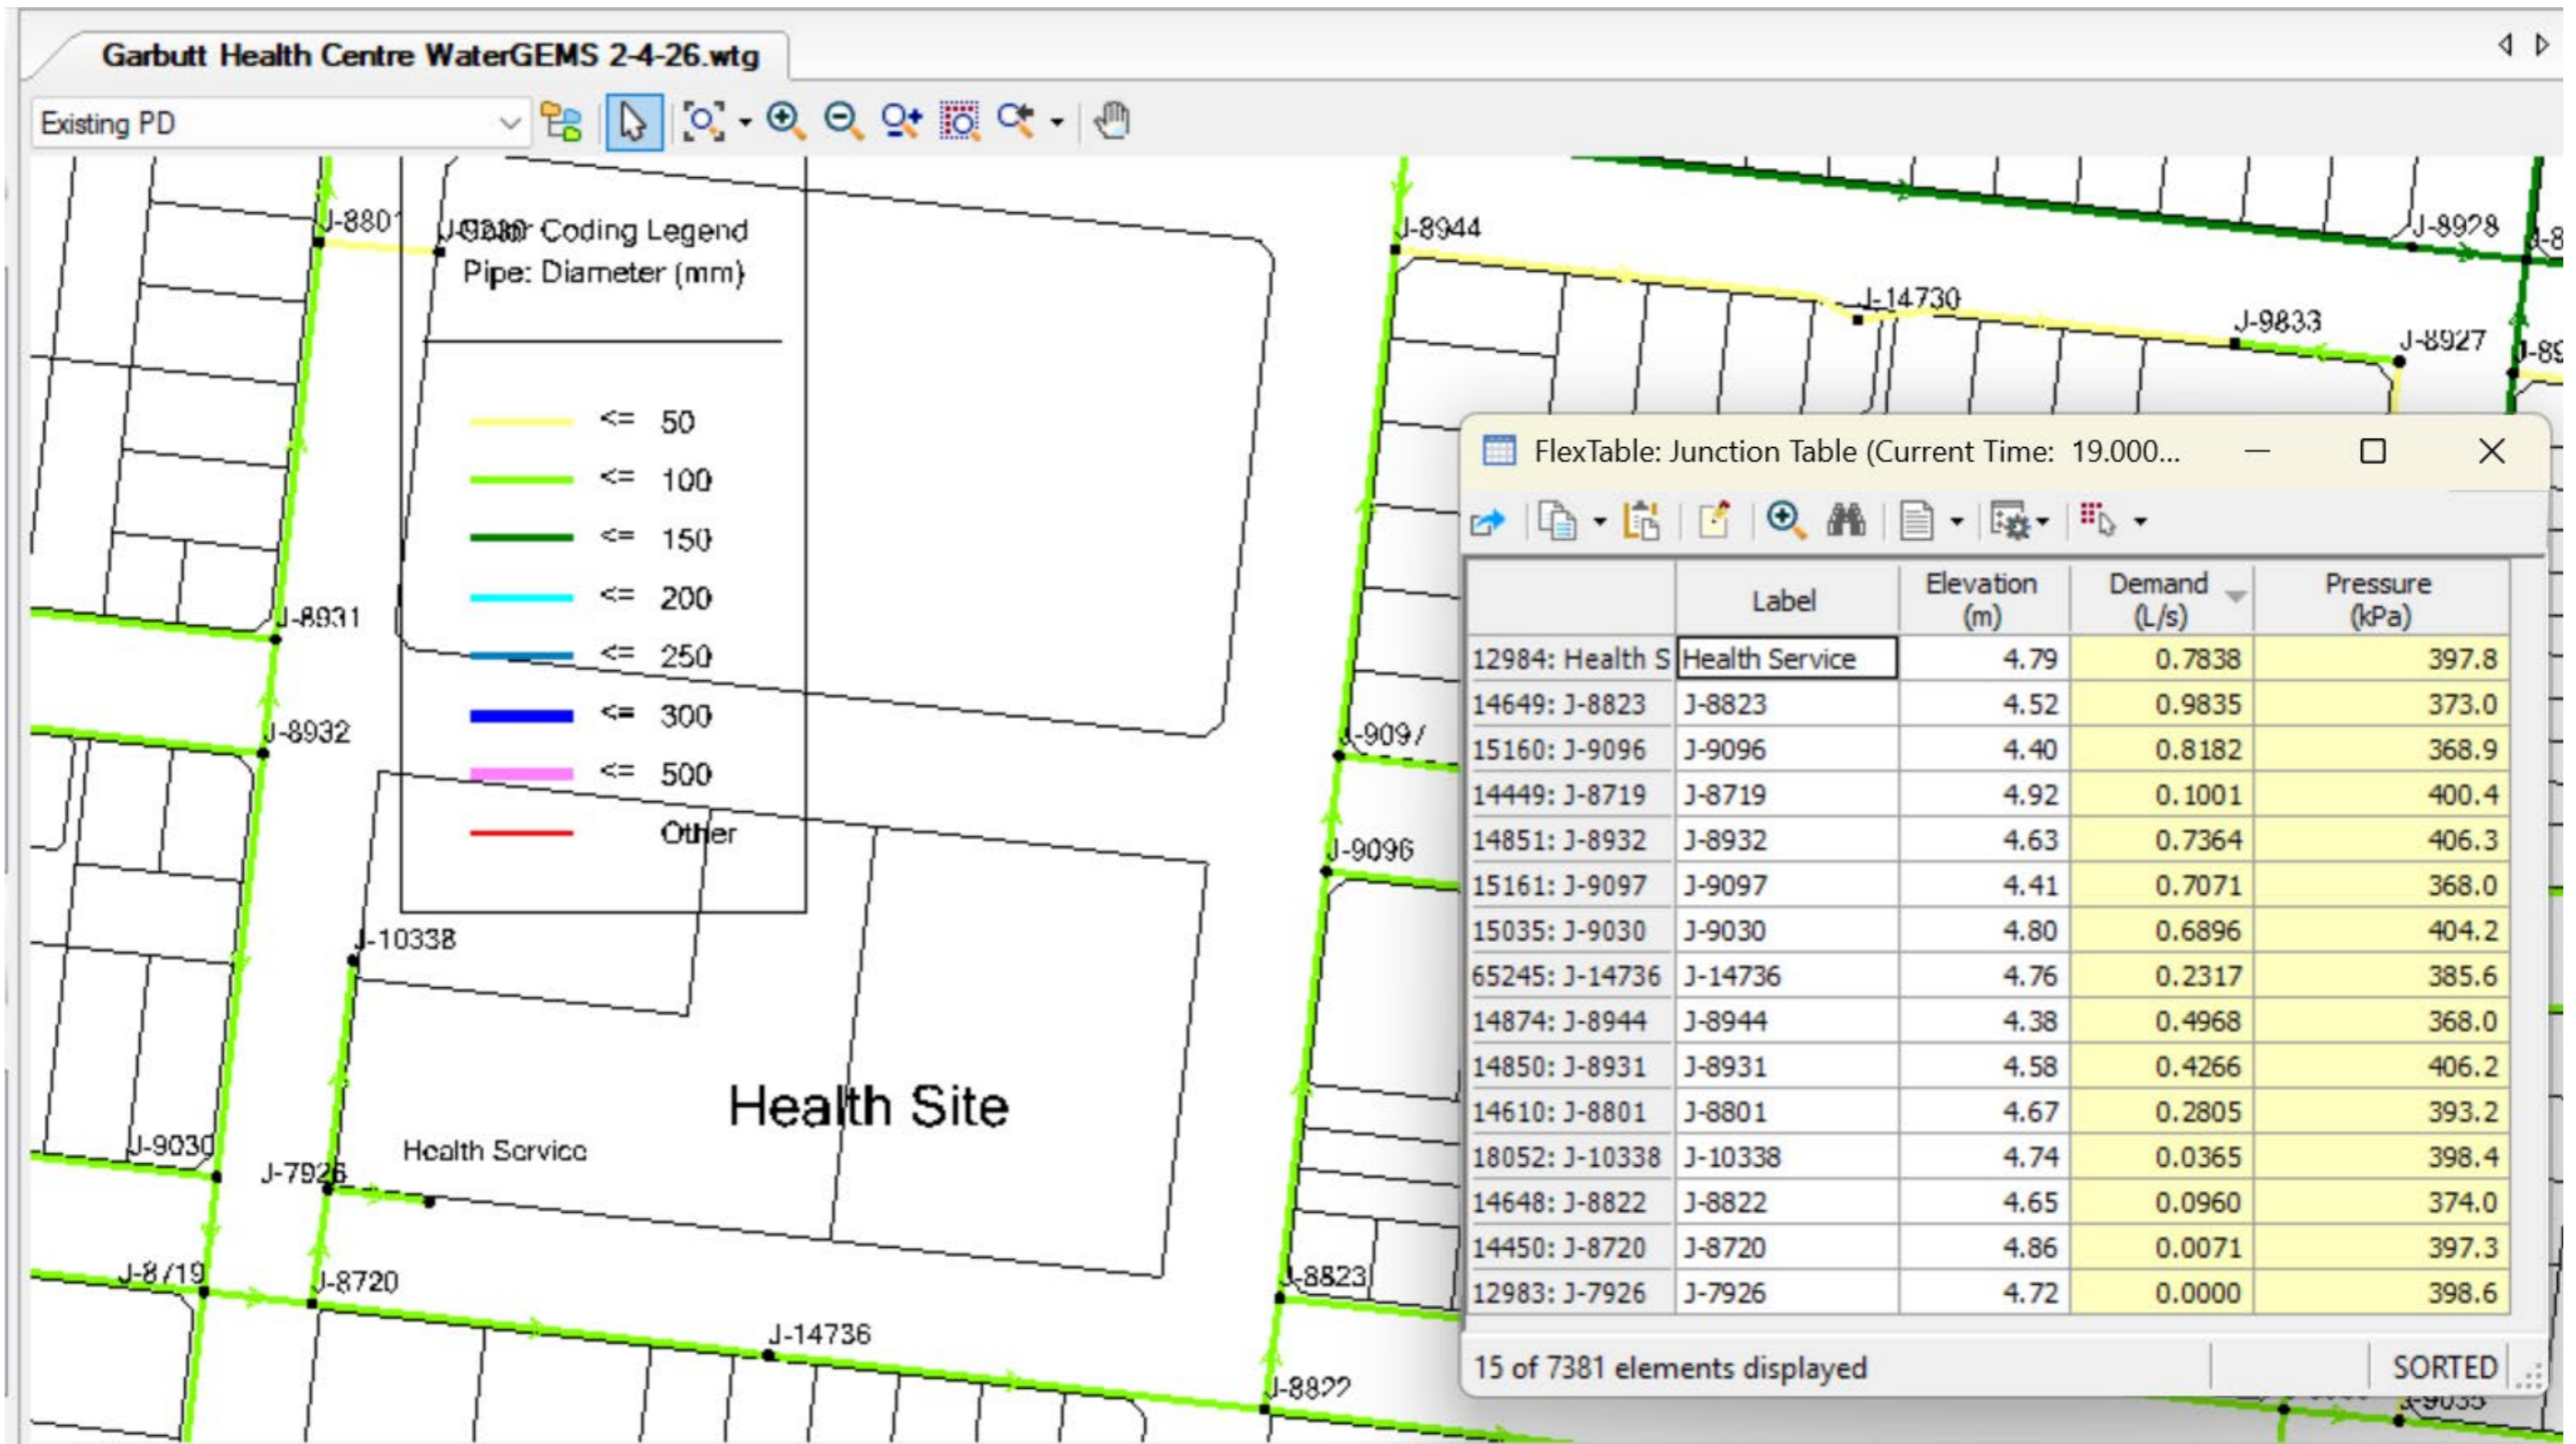 Garbutt Health Centre WaterGEMS 2-4-26.wtg
Existing PD
Color Coding Legend
Pipe: Diameter (mm)
<= 50
<= 100
<= 150
<= 200
<= 250
<= 300
<= 500
Other
J-8801
J-8931
J-8932
J-10338
J-9030
J-7926
Health Service
Health Site
J-8719
J-8720
J-14736
J-8822
J-8823
J-9096
J-9097
J-8944
J-14730
J-9833
J-8927
J-8928
J-9035
FlexTable: Junction Table (Current Time: 19.000...
Label Elevation (m) Demand (L/s) Pressure (kPa)
12984: Health S Health Service 4.79 0.7838 397.8
14649: J-8823 J-8823 4.52 0.9835 373.0
15160: J-9096 J-9096 4.40 0.8182 368.9
14449: J-8719 J-8719 4.92 0.1001 400.4
14851: J-8932 J-8932 4.63 0.7364 406.3
15161: J-9097 J-9097 4.41 0.7071 368.0
15035: J-9030 J-9030 4.80 0.6896 404.2
65245: J-14736 J-14736 4.76 0.2317 385.6
14874: J-8944 J-8944 4.38 0.4968 368.0
14850: J-8931 J-8931 4.58 0.4266 406.2
14610: J-8801 J-8801 4.67 0.2805 393.2
18052: J-10338 J-10338 4.74 0.0365 398.4
14648: J-8822 J-8822 4.65 0.0960 374.0
14450: J-8720 J-8720 4.86 0.0071 397.3
12983: J-7926 J-7926 4.72 0.0000 398.6
15 of 7381 elements displayed
SORTED